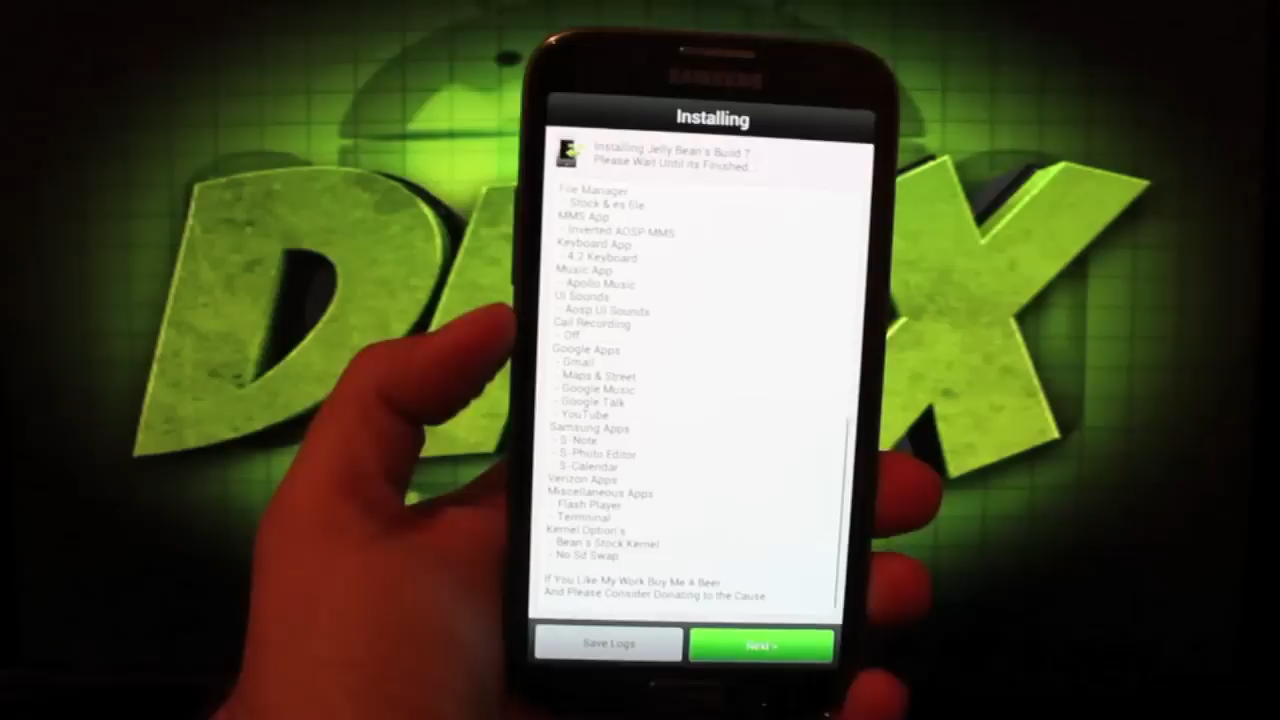 SAMSUNG
Installing
Installing Jelly Bean's Build 7
Please Wait Until its Finished...
File Manager
- Stock & es file
MMS App
- Inverted AOSP MMS
Keyboard App
- 4.2 Keyboard
Music App
- Apollo Music
UI Sounds
- Aosp UI Sounds
Call Recording
- Off
Google Apps
- Gmail
- Maps & Street
- Google Music
- Google Talk
- YouTube
Samsung Apps
- S-Note
- S-Photo Editor
- S-Calendar
Verizon Apps
Miscellaneous Apps
- Flash Player
- Termninal
Kernel Option's
- Bean's Stock Kernel
- No Sd Swap
If You Like My Work Buy Me A Beer
And Please Consider Donating to the Cause
Save Logs
Next >
D
X